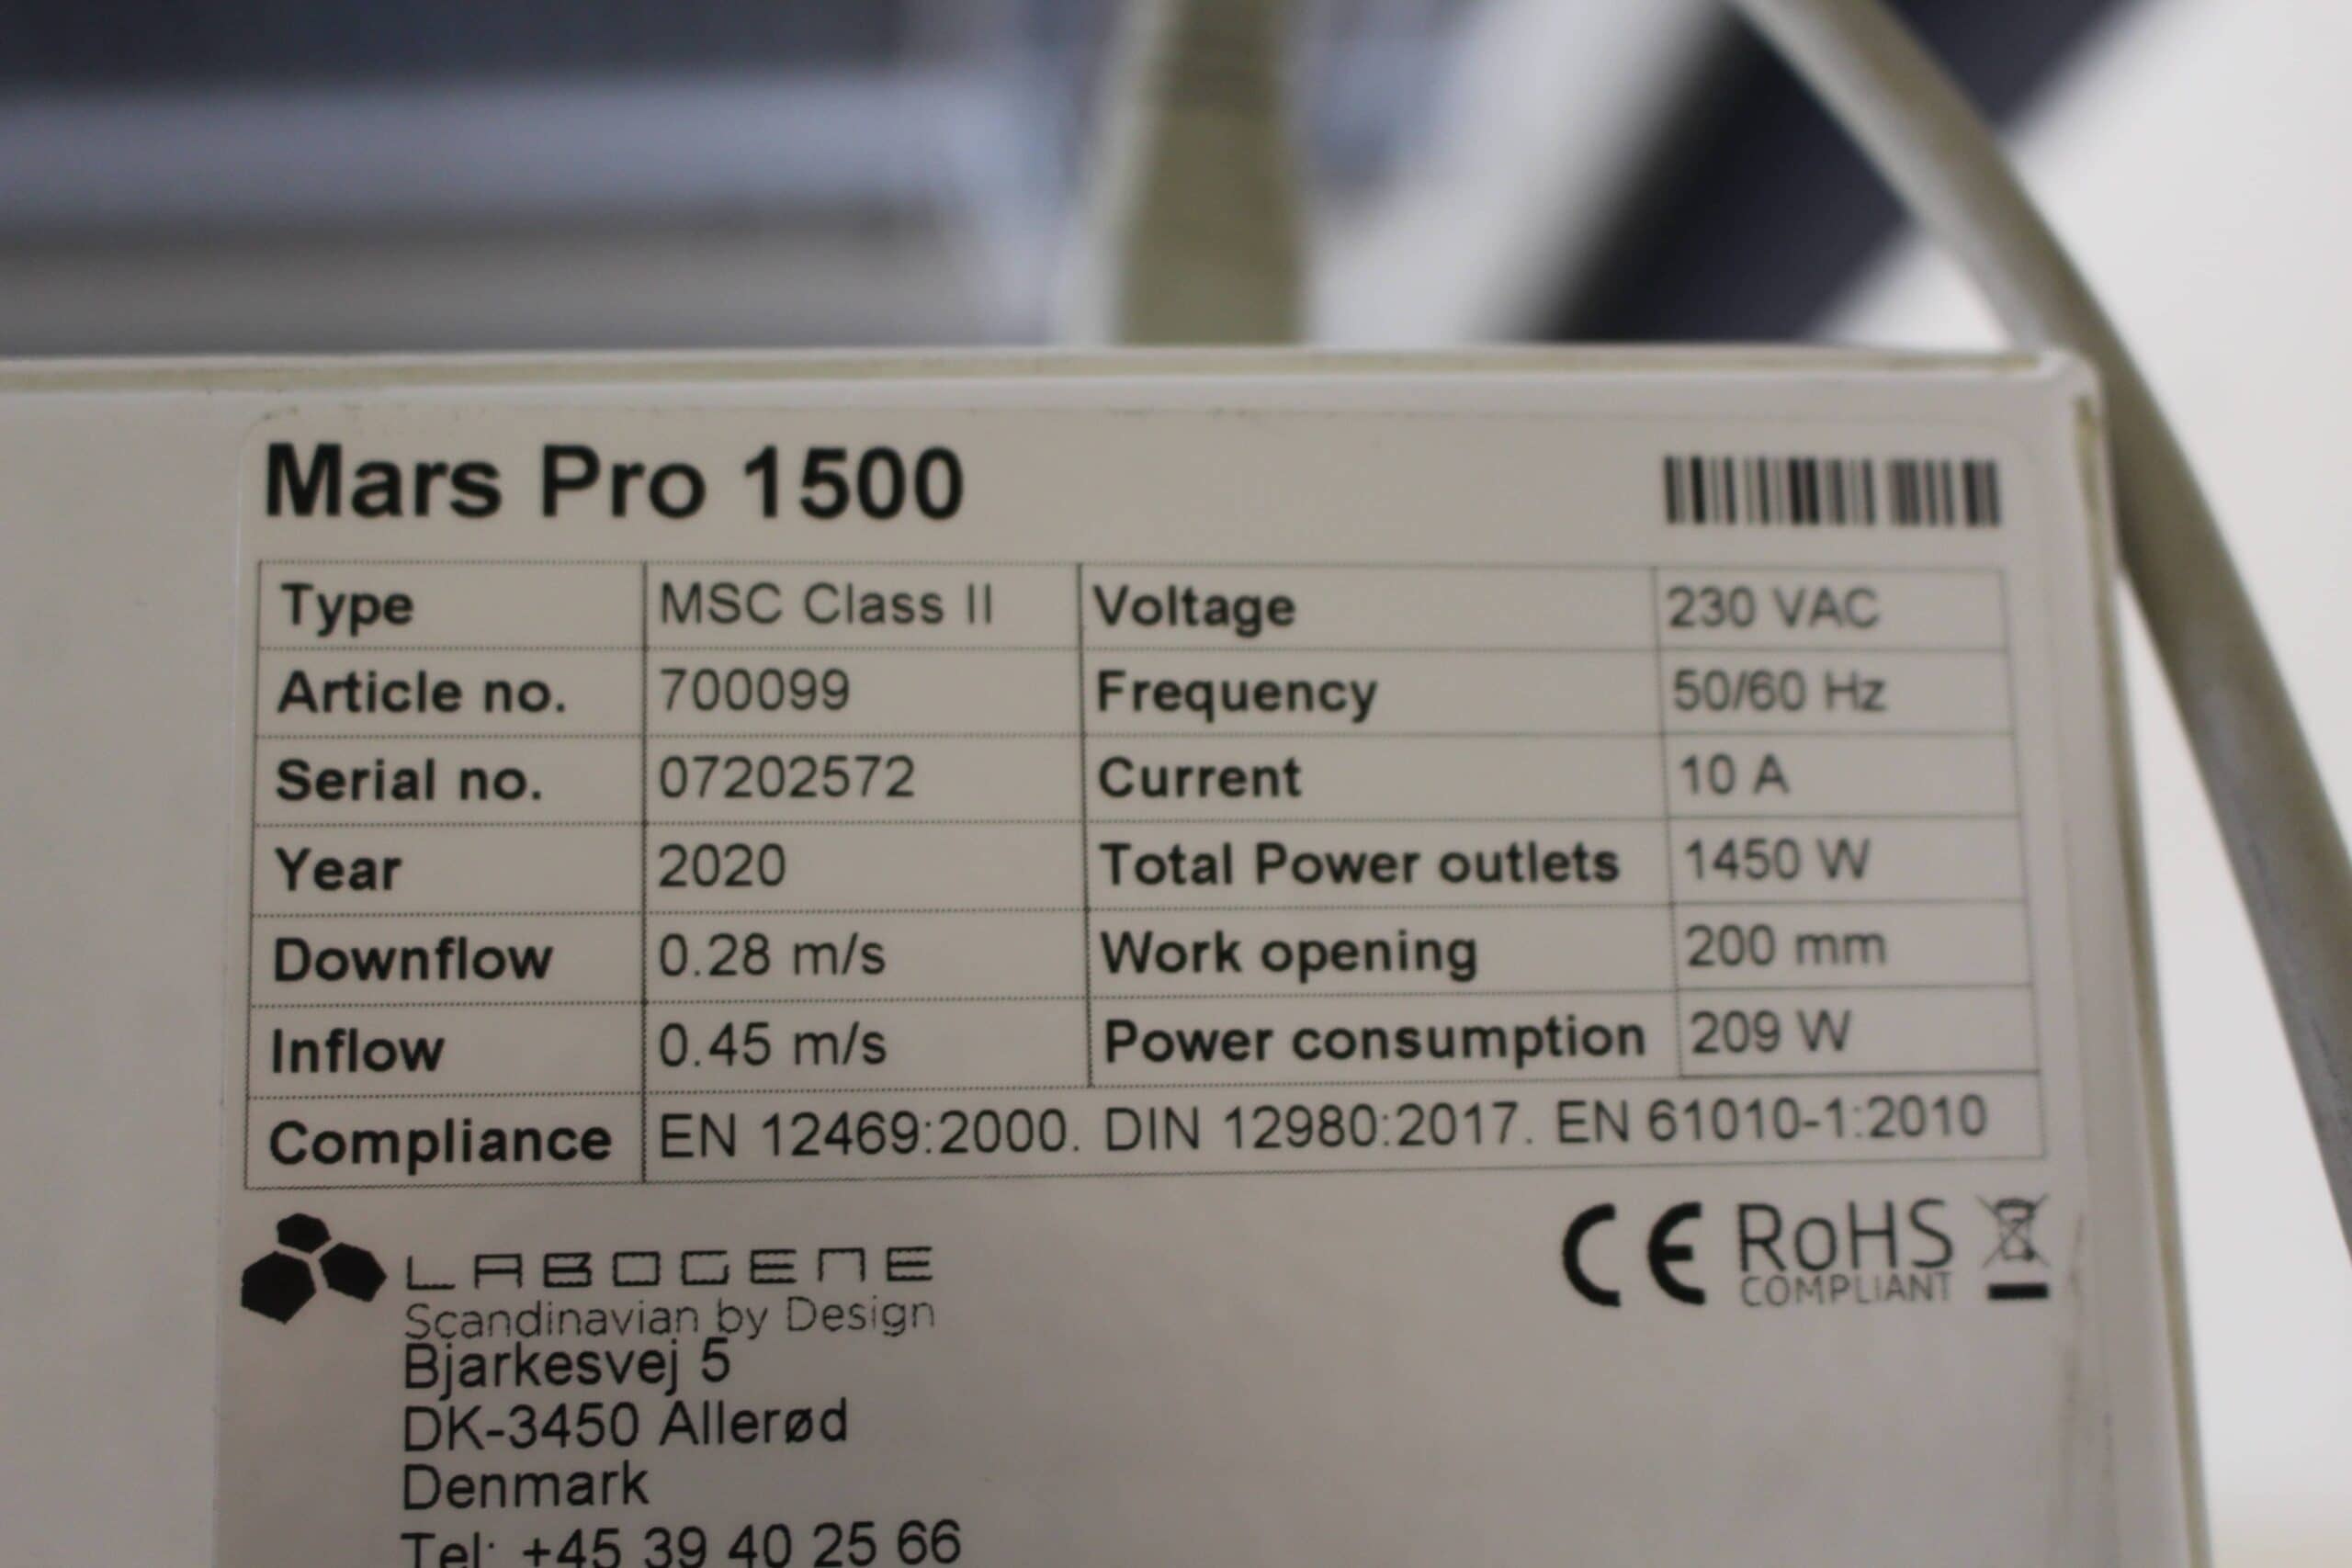 Mars Pro 1500
Type MSC Class II Voltage 230 VAC
Article no. 700099 Frequency 50/60 Hz
Serial no. 07202572 Current 10 A
Year 2020 Total Power outlets 1450 W
Downflow 0.28 m/s Work opening 200 mm
Inflow 0.45 m/s Power consumption 209 W
Compliance EN 12469:2000. DIN 12980:2017. EN 61010-1:2010
LABOGENE
Scandinavian by Design
CE RoHS
COMPLIANT
Bjarkesvej 5
DK-3450 Allerød
Denmark
Tel: +45 39 40 25 66